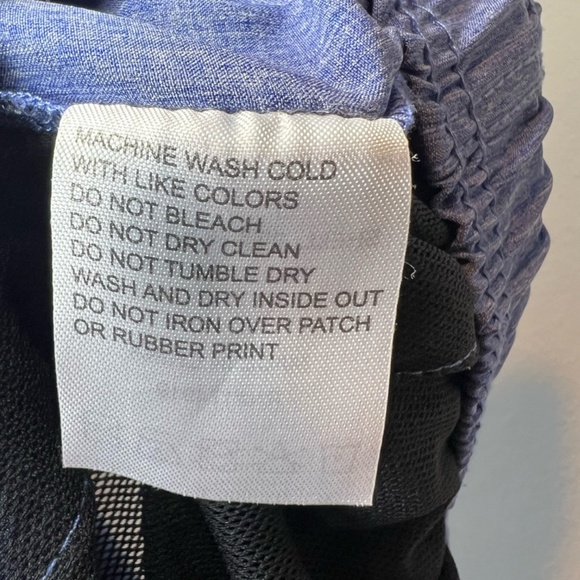 MACHINE WASH COLD
WITH LIKE COLORS
DO NOT BLEACH
DO NOT DRY CLEAN
DO NOT TUMBLE DRY
WASH AND DRY INSIDE OUT
DO NOT IRON OVER PATCH
OR RUBBER PRINT